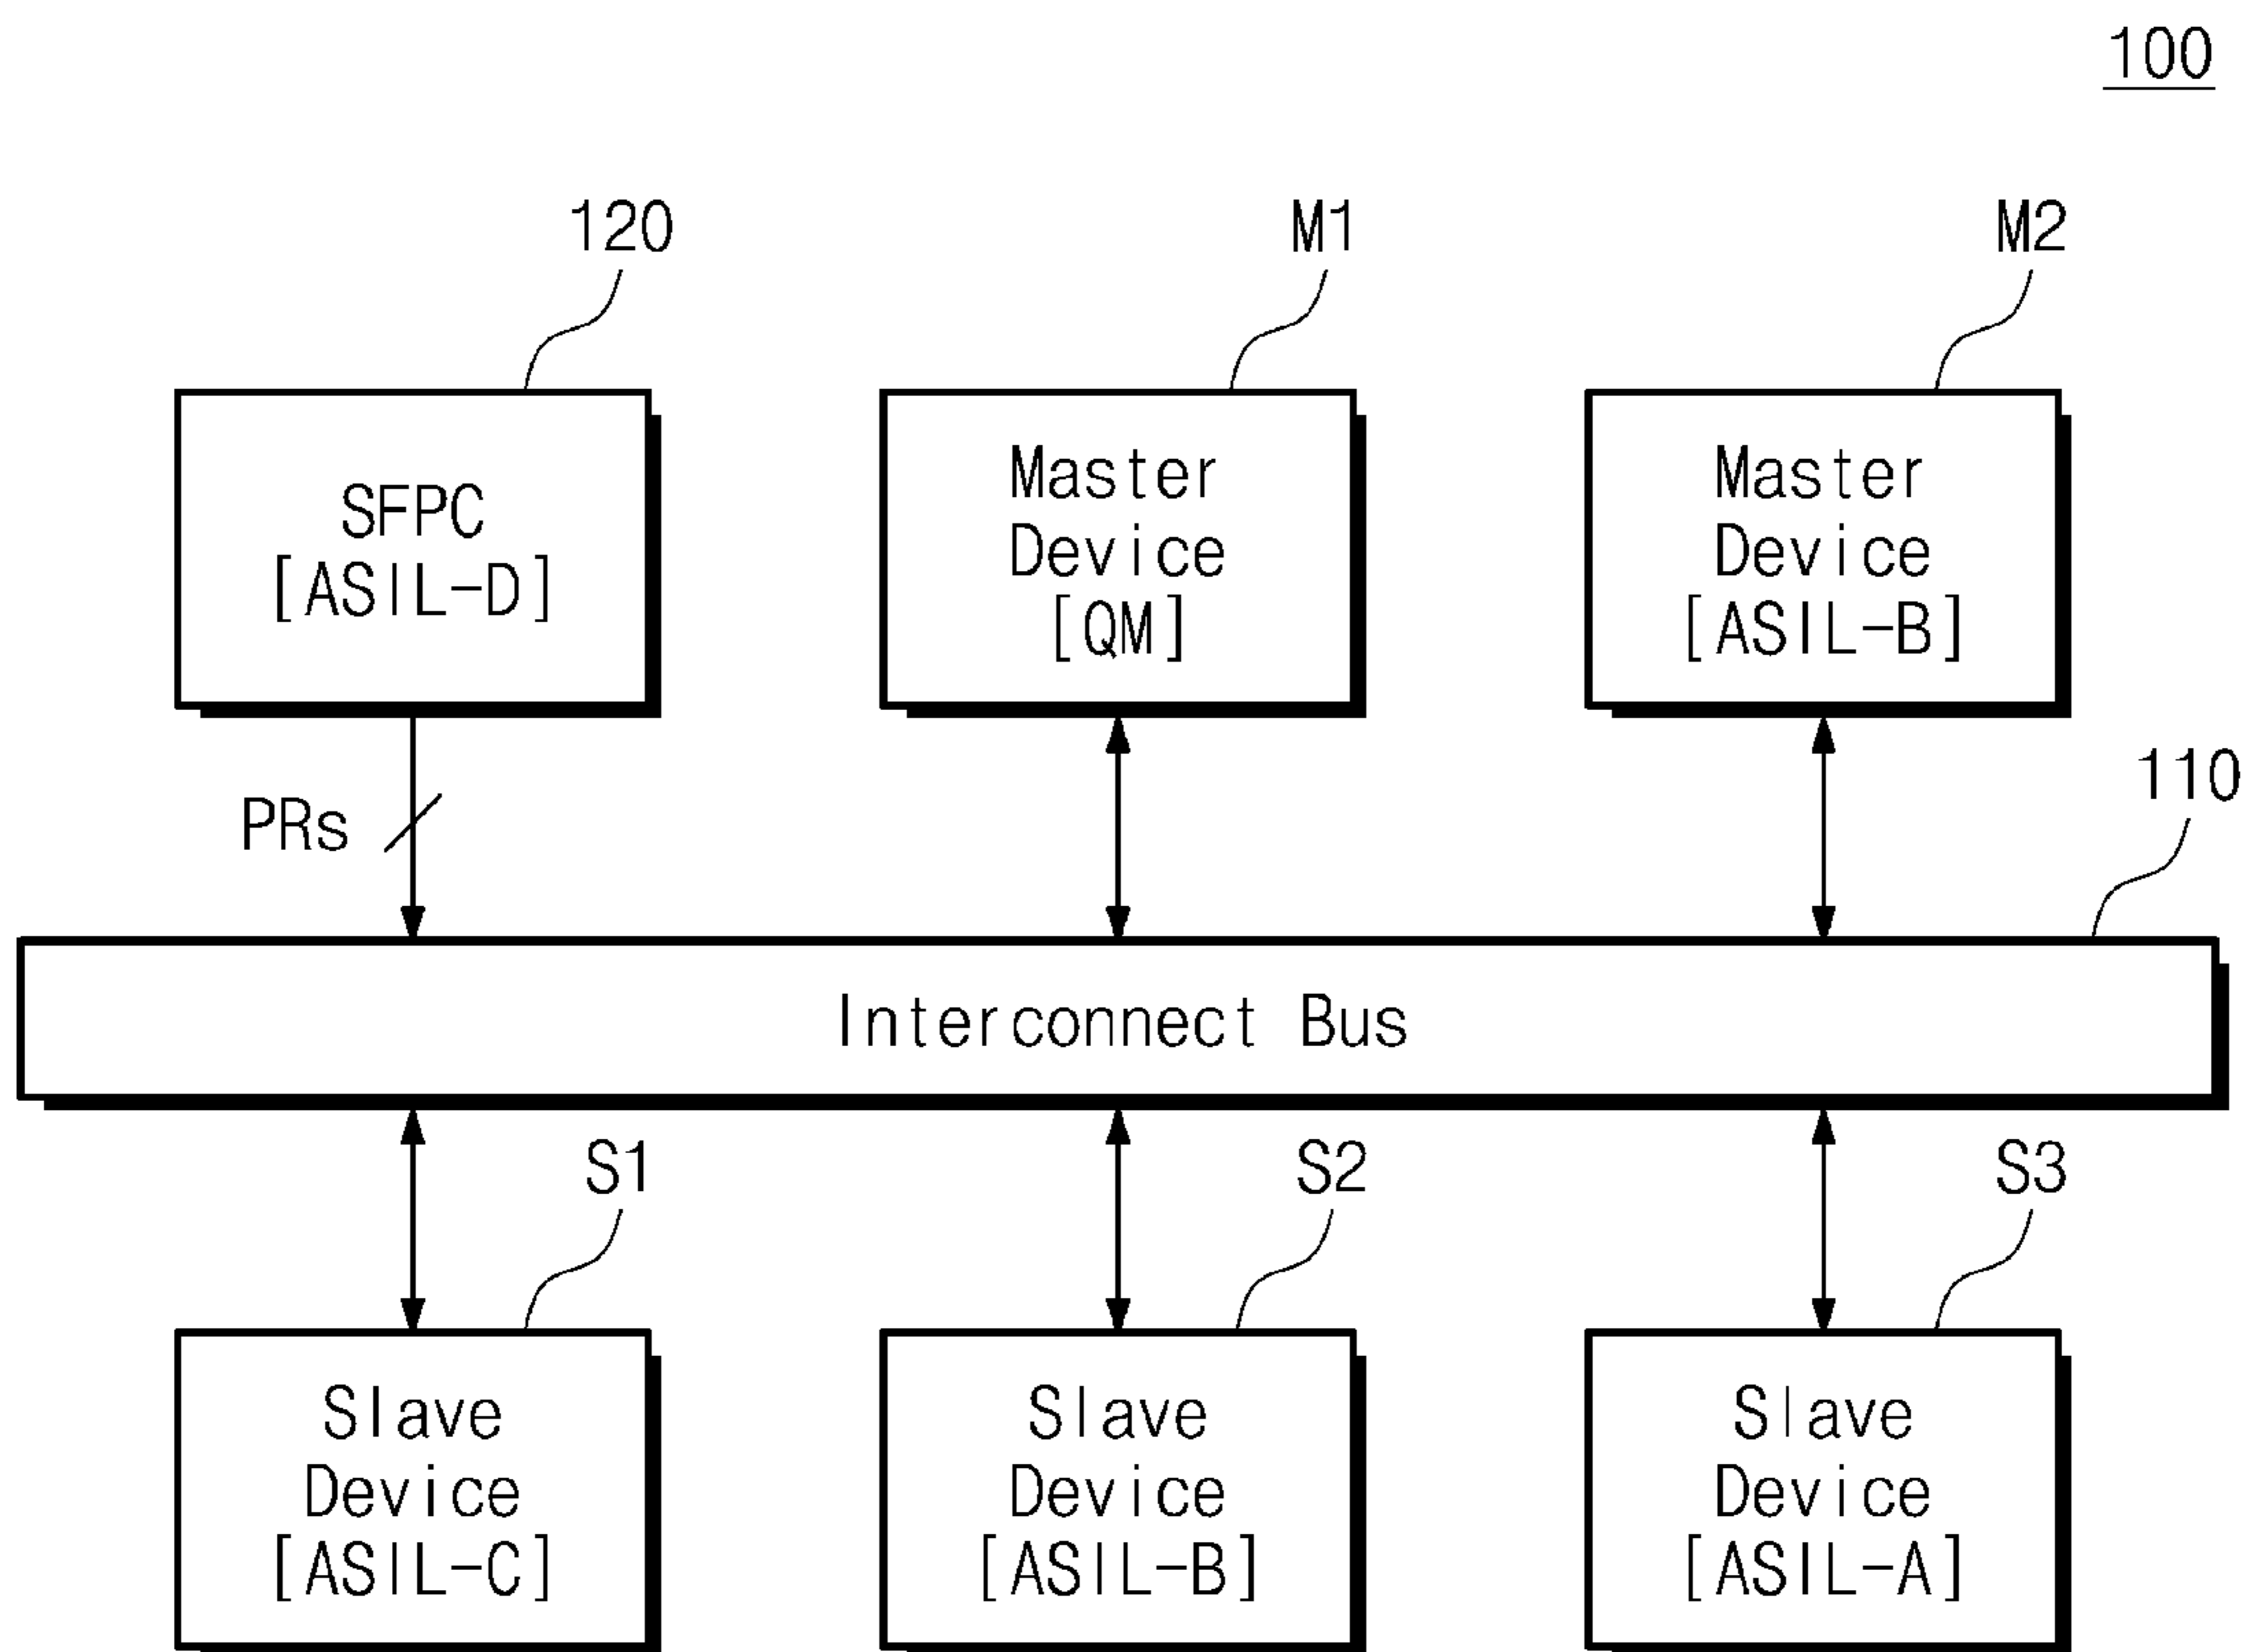 100
120
M1
M2
SFPC
[ASIL-D]
Master
Device
[QM]
Master
Device
[ASIL-B]
PRs
110
Interconnect Bus
S1
S2
S3
Slave
Device
[ASIL-C]
Slave
Device
[ASIL-B]
Slave
Device
[ASIL-A]